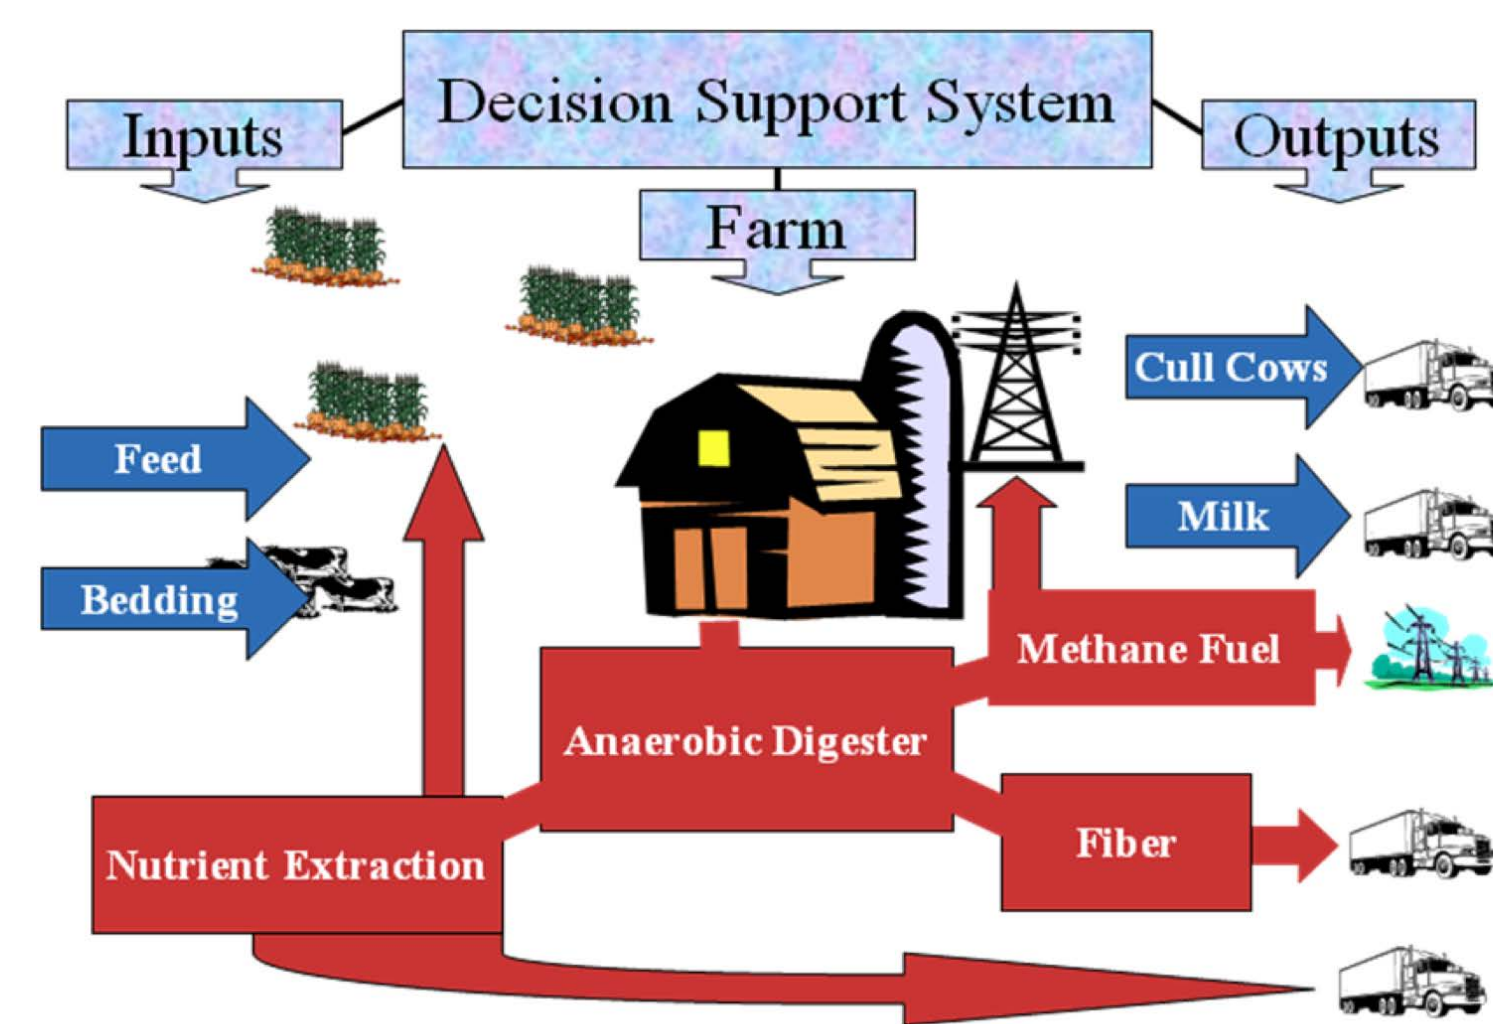 Decision Support System
Inputs
Outputs
Farm
Cull Cows
Feed
Milk
Bedding
Methane Fuel
Anaerobic Digester
Fiber
Nutrient Extraction